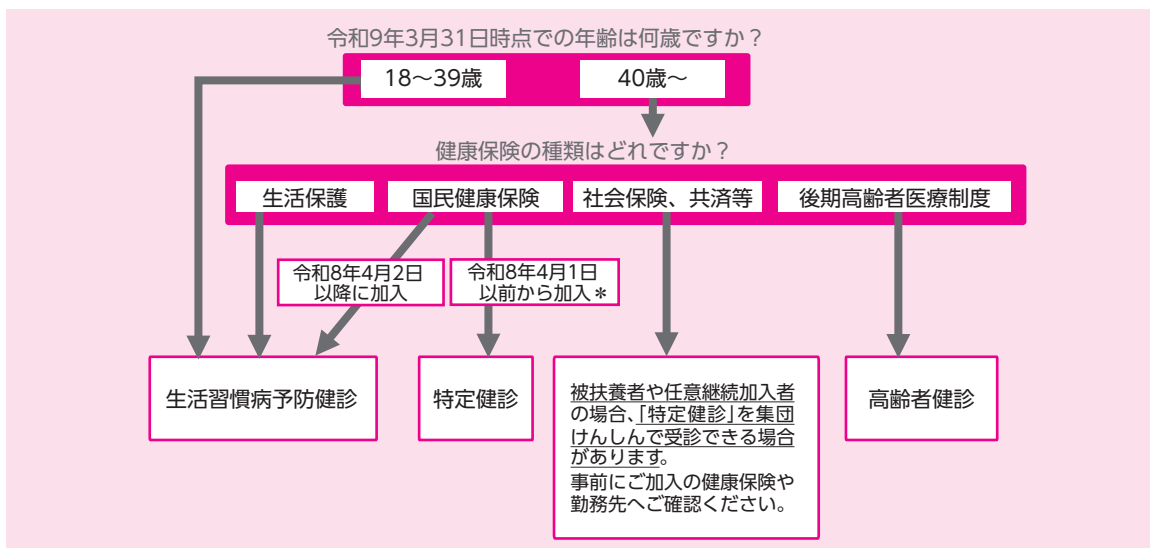 令和9年3月31日時点での年齢は何歳ですか？
18〜39歳
40歳〜
健康保険の種類はどれですか？
生活保護
国民健康保険
社会保険、共済等
後期高齢者医療制度
令和8年4月2日
以降に加入
令和8年4月1日
以前から加入＊
生活習慣病予防健診
特定健診
被扶養者や任意継続加入者
の場合、「特定健診」を集団
けんしんで受診できる場合
があります。
事前にご加入の健康保険や
勤務先へご確認ください。
高齢者健診